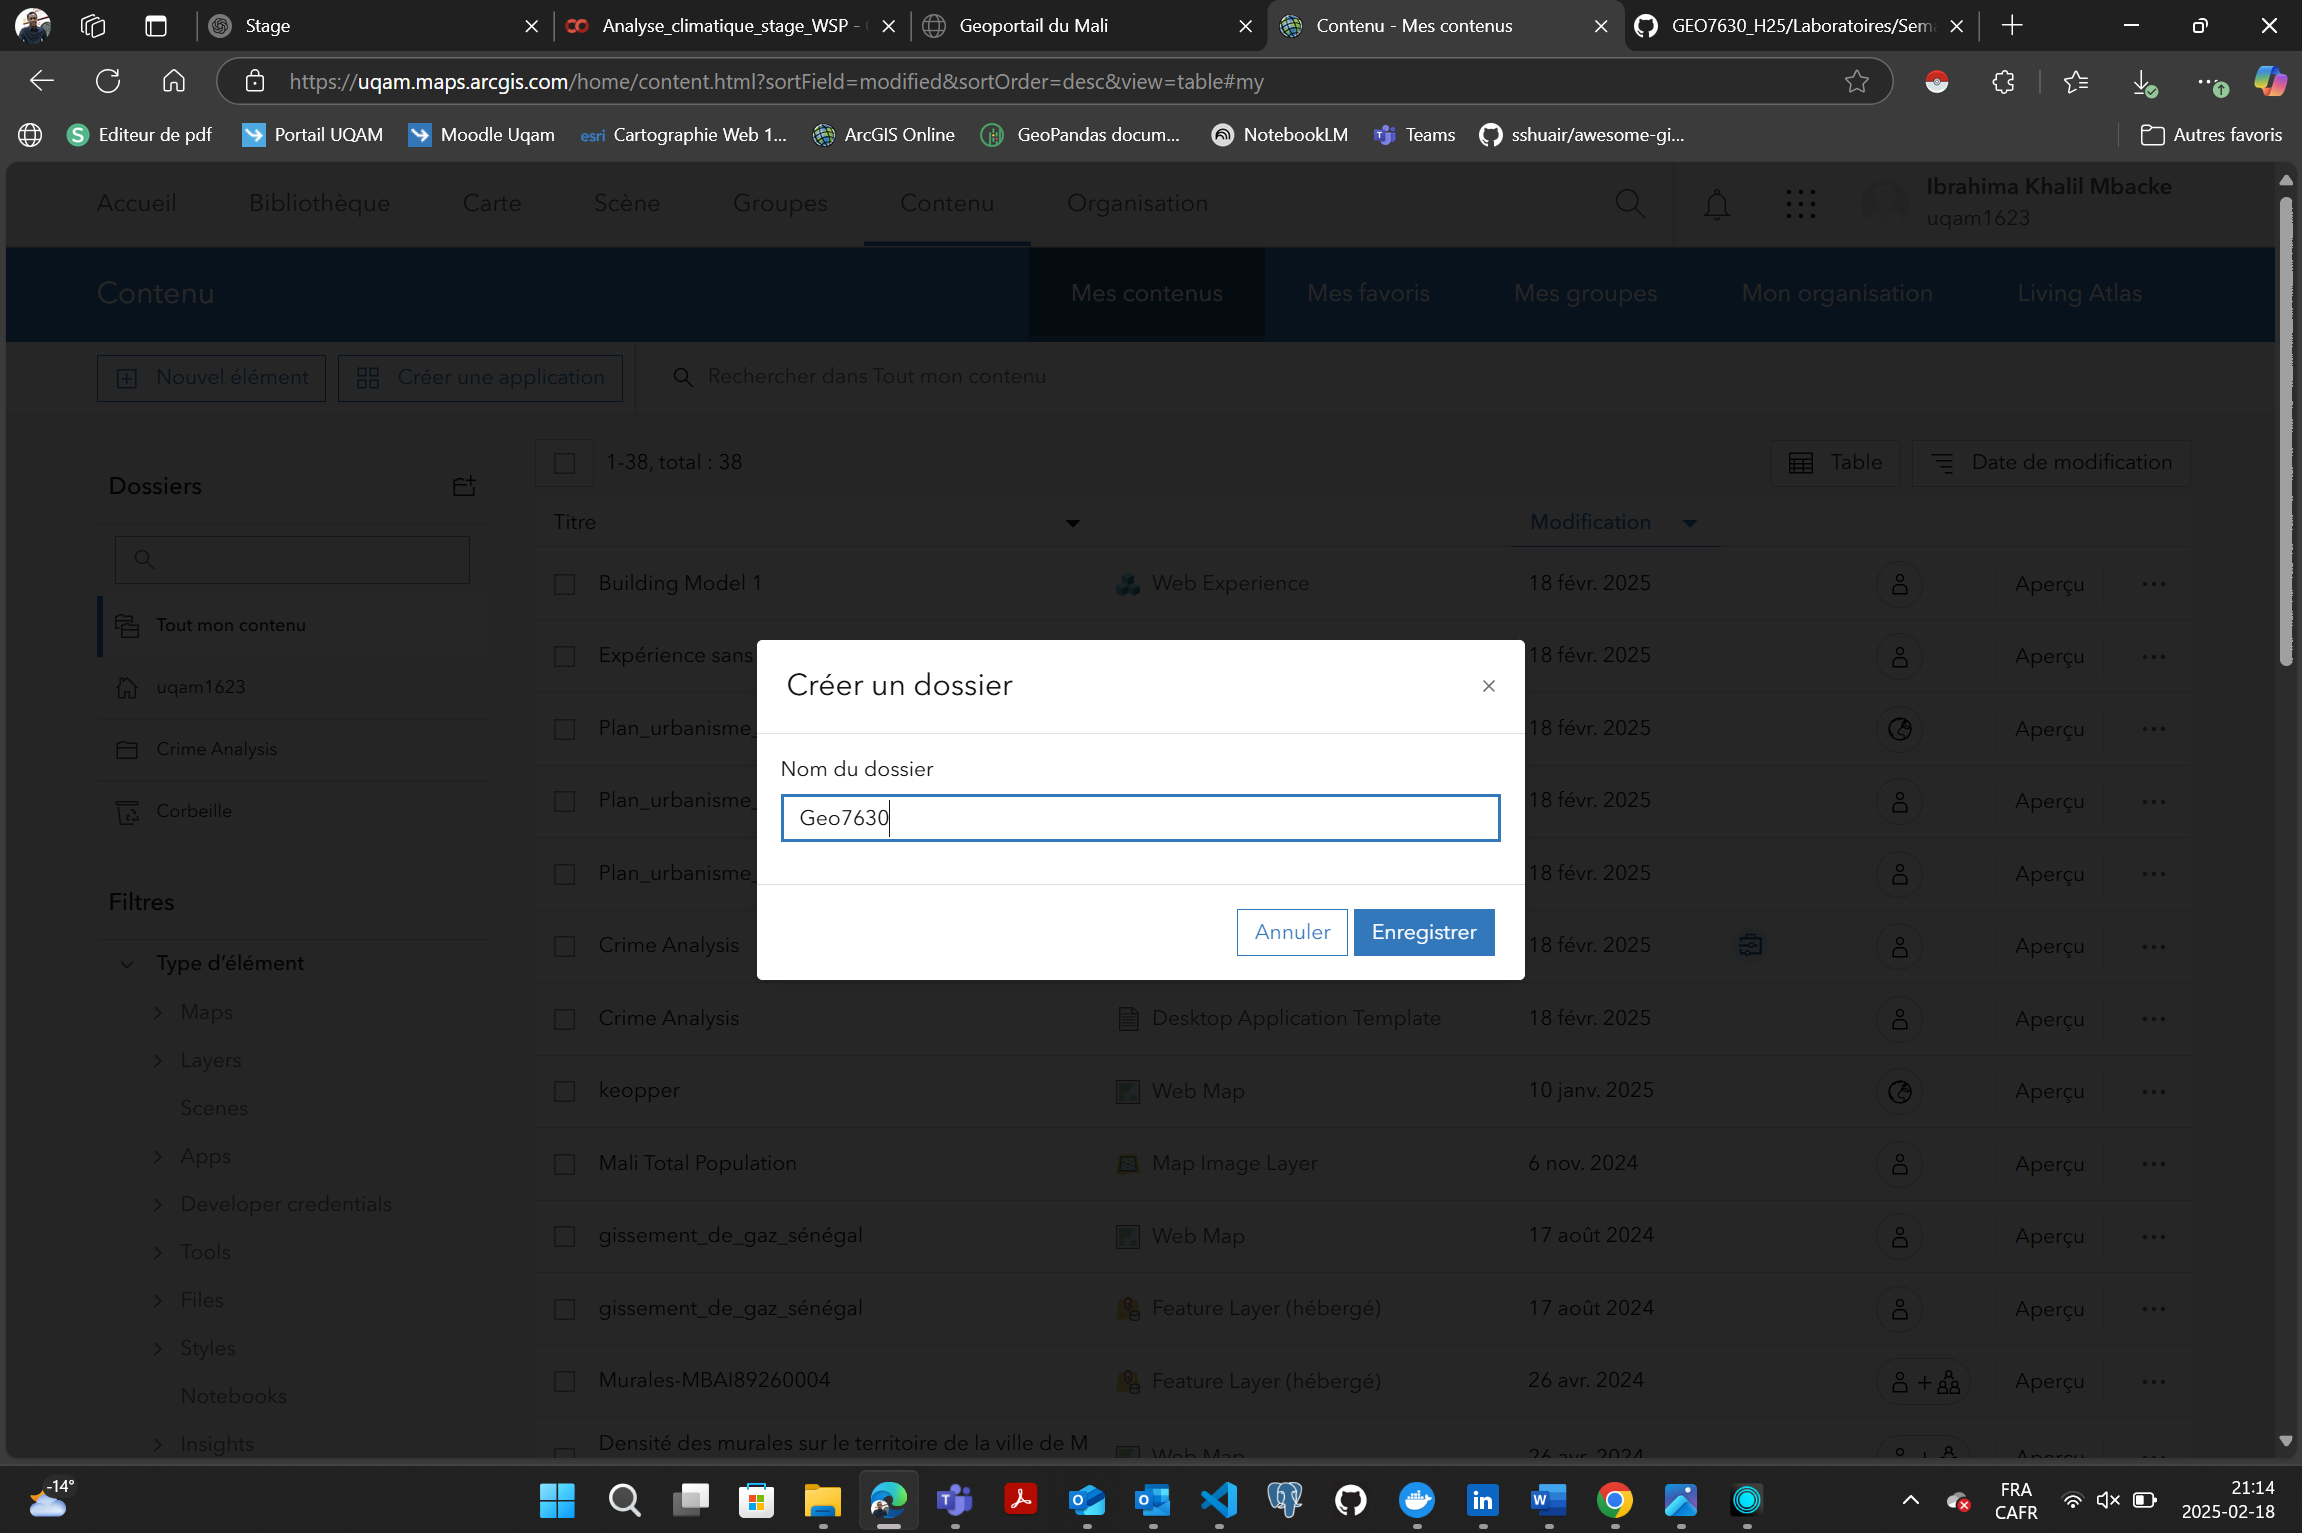 Stage
Analyse_climatique_stage_WSP -
Geoportail du Mali
Contenu - Mes contenus
GEO7630_H25/Laboratoires/Sem
https://uqam.maps.arcgis.com/home/content.html?sortField=modified&sortOrder=desc&view=table#my
Editeur de pdf
Portail UQAM
Moodle Uqam
esri Cartographie Web 1...
ArcGIS Online
GeoPandas docum...
NotebookLM
Teams
sshuair/awesome-gi...
Autres favoris
Accueil
Bibliothèque
Carte
Scène
Groupes
Contenu
Organisation
Ibrahima Khalil Mbacke
uqam1623
Contenu
Mes contenus
Mes favoris
Mes groupes
Mon organisation
Living Atlas
Nouvel élément
Créer une application
Rechercher dans Tout mon contenu
Dossiers
Tout mon contenu
uqam1623
Crime Analysis
Corbeille
Filtres
Type d'élément
Maps
Layers
Scenes
Apps
Developer credentials
Tools
Files
Styles
Notebooks
Insights
1-38, total : 38
Table
Date de modification
Titre
Modification
Building Model 1 Web Experience 18 févr. 2025 Aperçu
Expérience sans 18 févr. 2025 Aperçu
Plan_urbanisme_ 18 févr. 2025 Aperçu
Plan_urbanisme_ 18 févr. 2025 Aperçu
Plan_urbanisme_ 18 févr. 2025 Aperçu
Crime Analysis 18 févr. 2025 Aperçu
Crime Analysis Desktop Application Template 18 févr. 2025 Aperçu
keopper Web Map 10 janv. 2025 Aperçu
Mali Total Population Map Image Layer 6 nov. 2024 Aperçu
gissement_de_gaz_sénégal Web Map 17 août 2024 Aperçu
gissement_de_gaz_sénégal Feature Layer (hébergé) 17 août 2024 Aperçu
Murales-MBAI89260004 Feature Layer (hébergé) 26 avr. 2024 Aperçu
Densité des murales sur le territoire de la ville de M Web Map 26 avr. 2024 Aperçu
Créer un dossier
Nom du dossier
Geo7630
Annuler
Enregistrer
-14°
FRA
CAFR
21:14
2025-02-18